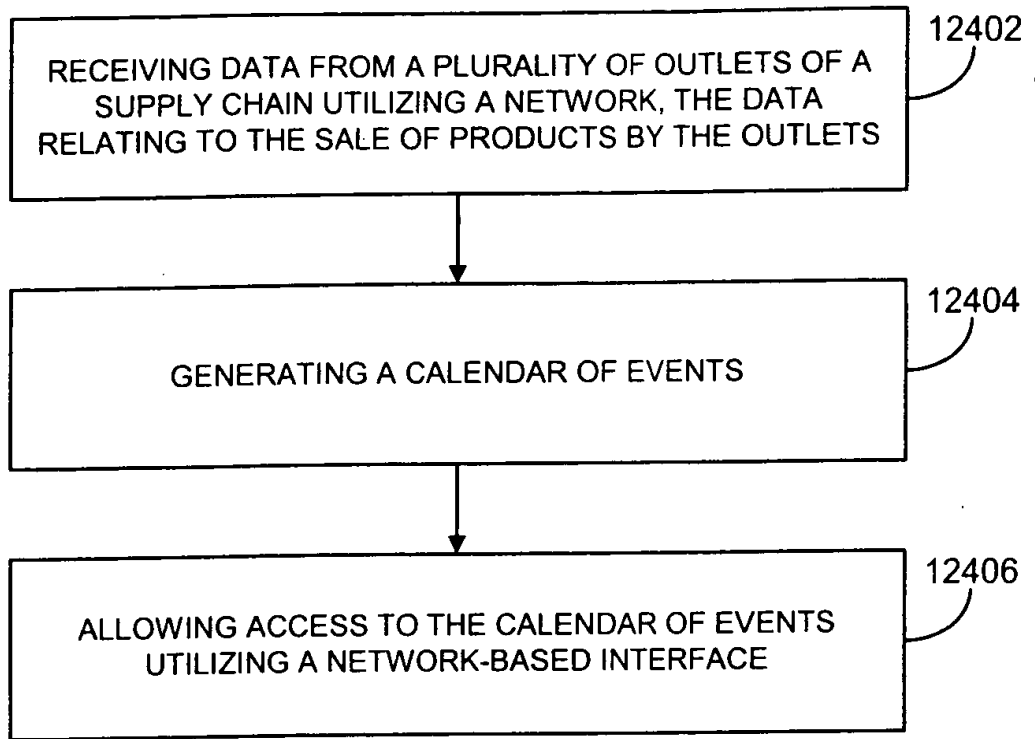 12402
RECEIVING DATA FROM A PLURALITY OF OUTLETS OF A
SUPPLY CHAIN UTILIZING A NETWORK, THE DATA
RELATING TO THE SALE OF PRODUCTS BY THE OUTLETS
12404
GENERATING A CALENDAR OF EVENTS
12406
ALLOWING ACCESS TO THE CALENDAR OF EVENTS
UTILIZING A NETWORK-BASED INTERFACE